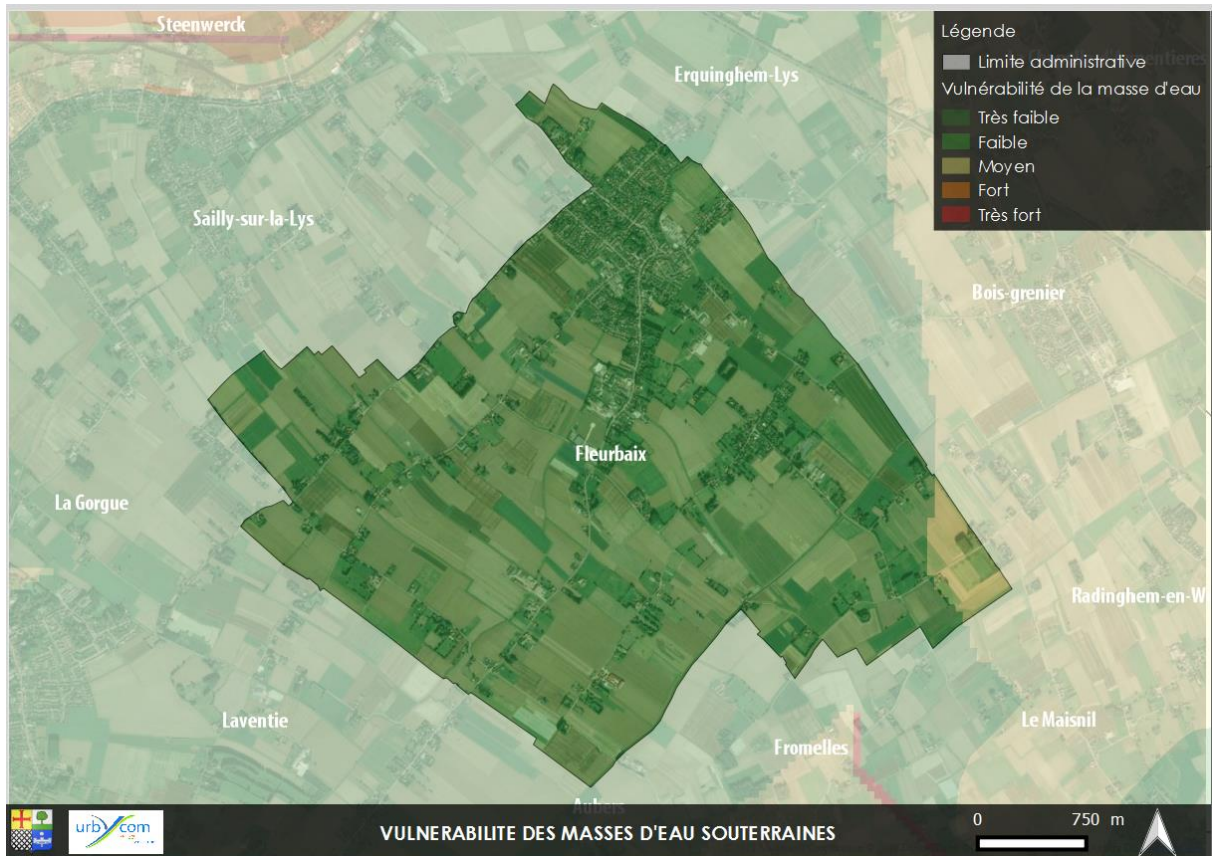 Steenwerck
Légende
Limite administrative
Vulnérabilité de la masse d'eau
Très faible
Faible
Moyen
Fort
Très fort
Erquinghem-Lys
Sailly-sur-la-Lys
Bois-grenier
Fleurbaix
La Gorgue
Radinghem-en-W
Laventie
Le Maisnil
Fromelles
Aubers
urbycom
VULNERABILITE DES MASSES D'EAU SOUTERRAINES
0 750 m